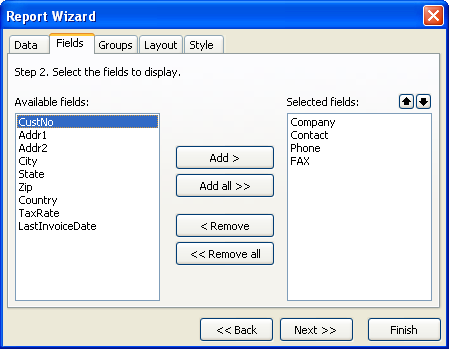 Report Wizard
Data Fields Groups Layout Style
Step 2. Select the fields to display.
Available fields:
CustNo
Addr1
Addr2
City
State
Zip
Country
TaxRate
LastInvoiceDate
Add >
Add all >>
< Remove
<< Remove all
Selected fields:
Company
Contact
Phone
FAX
<< Back Next >> Finish